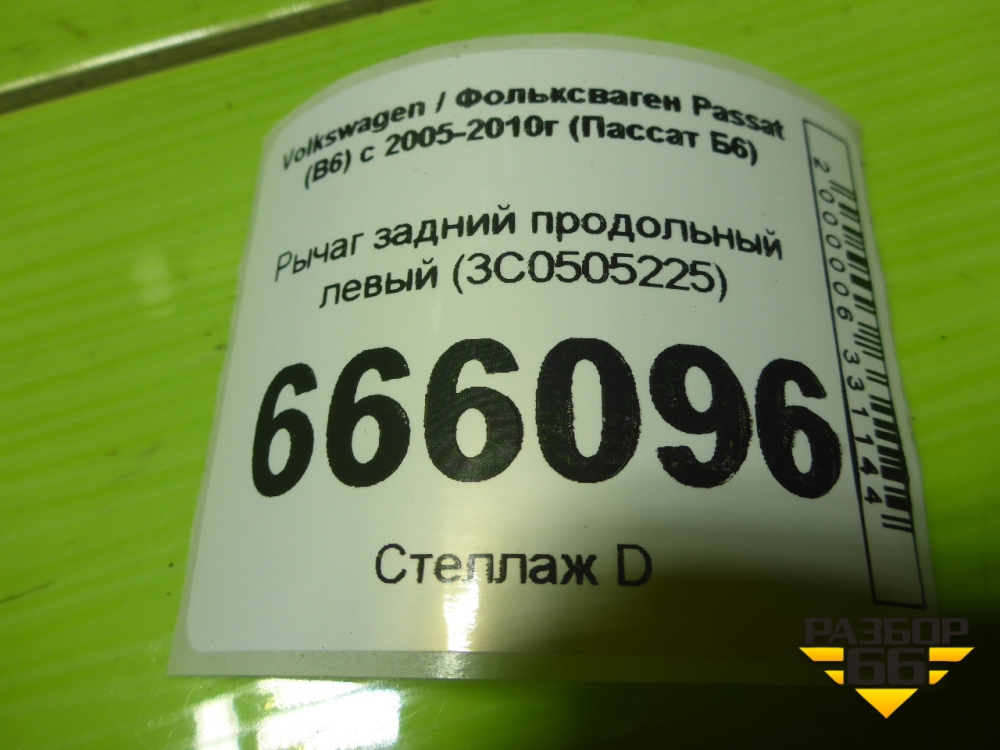 Volkswagen / Фольксваген Passat
(B6) с 2005-2010г (Пассат Б6)
Рычаг задний продольный
левый (3C0505225)
666096
Стеллаж D
2000006331144
РАЗБОР
66